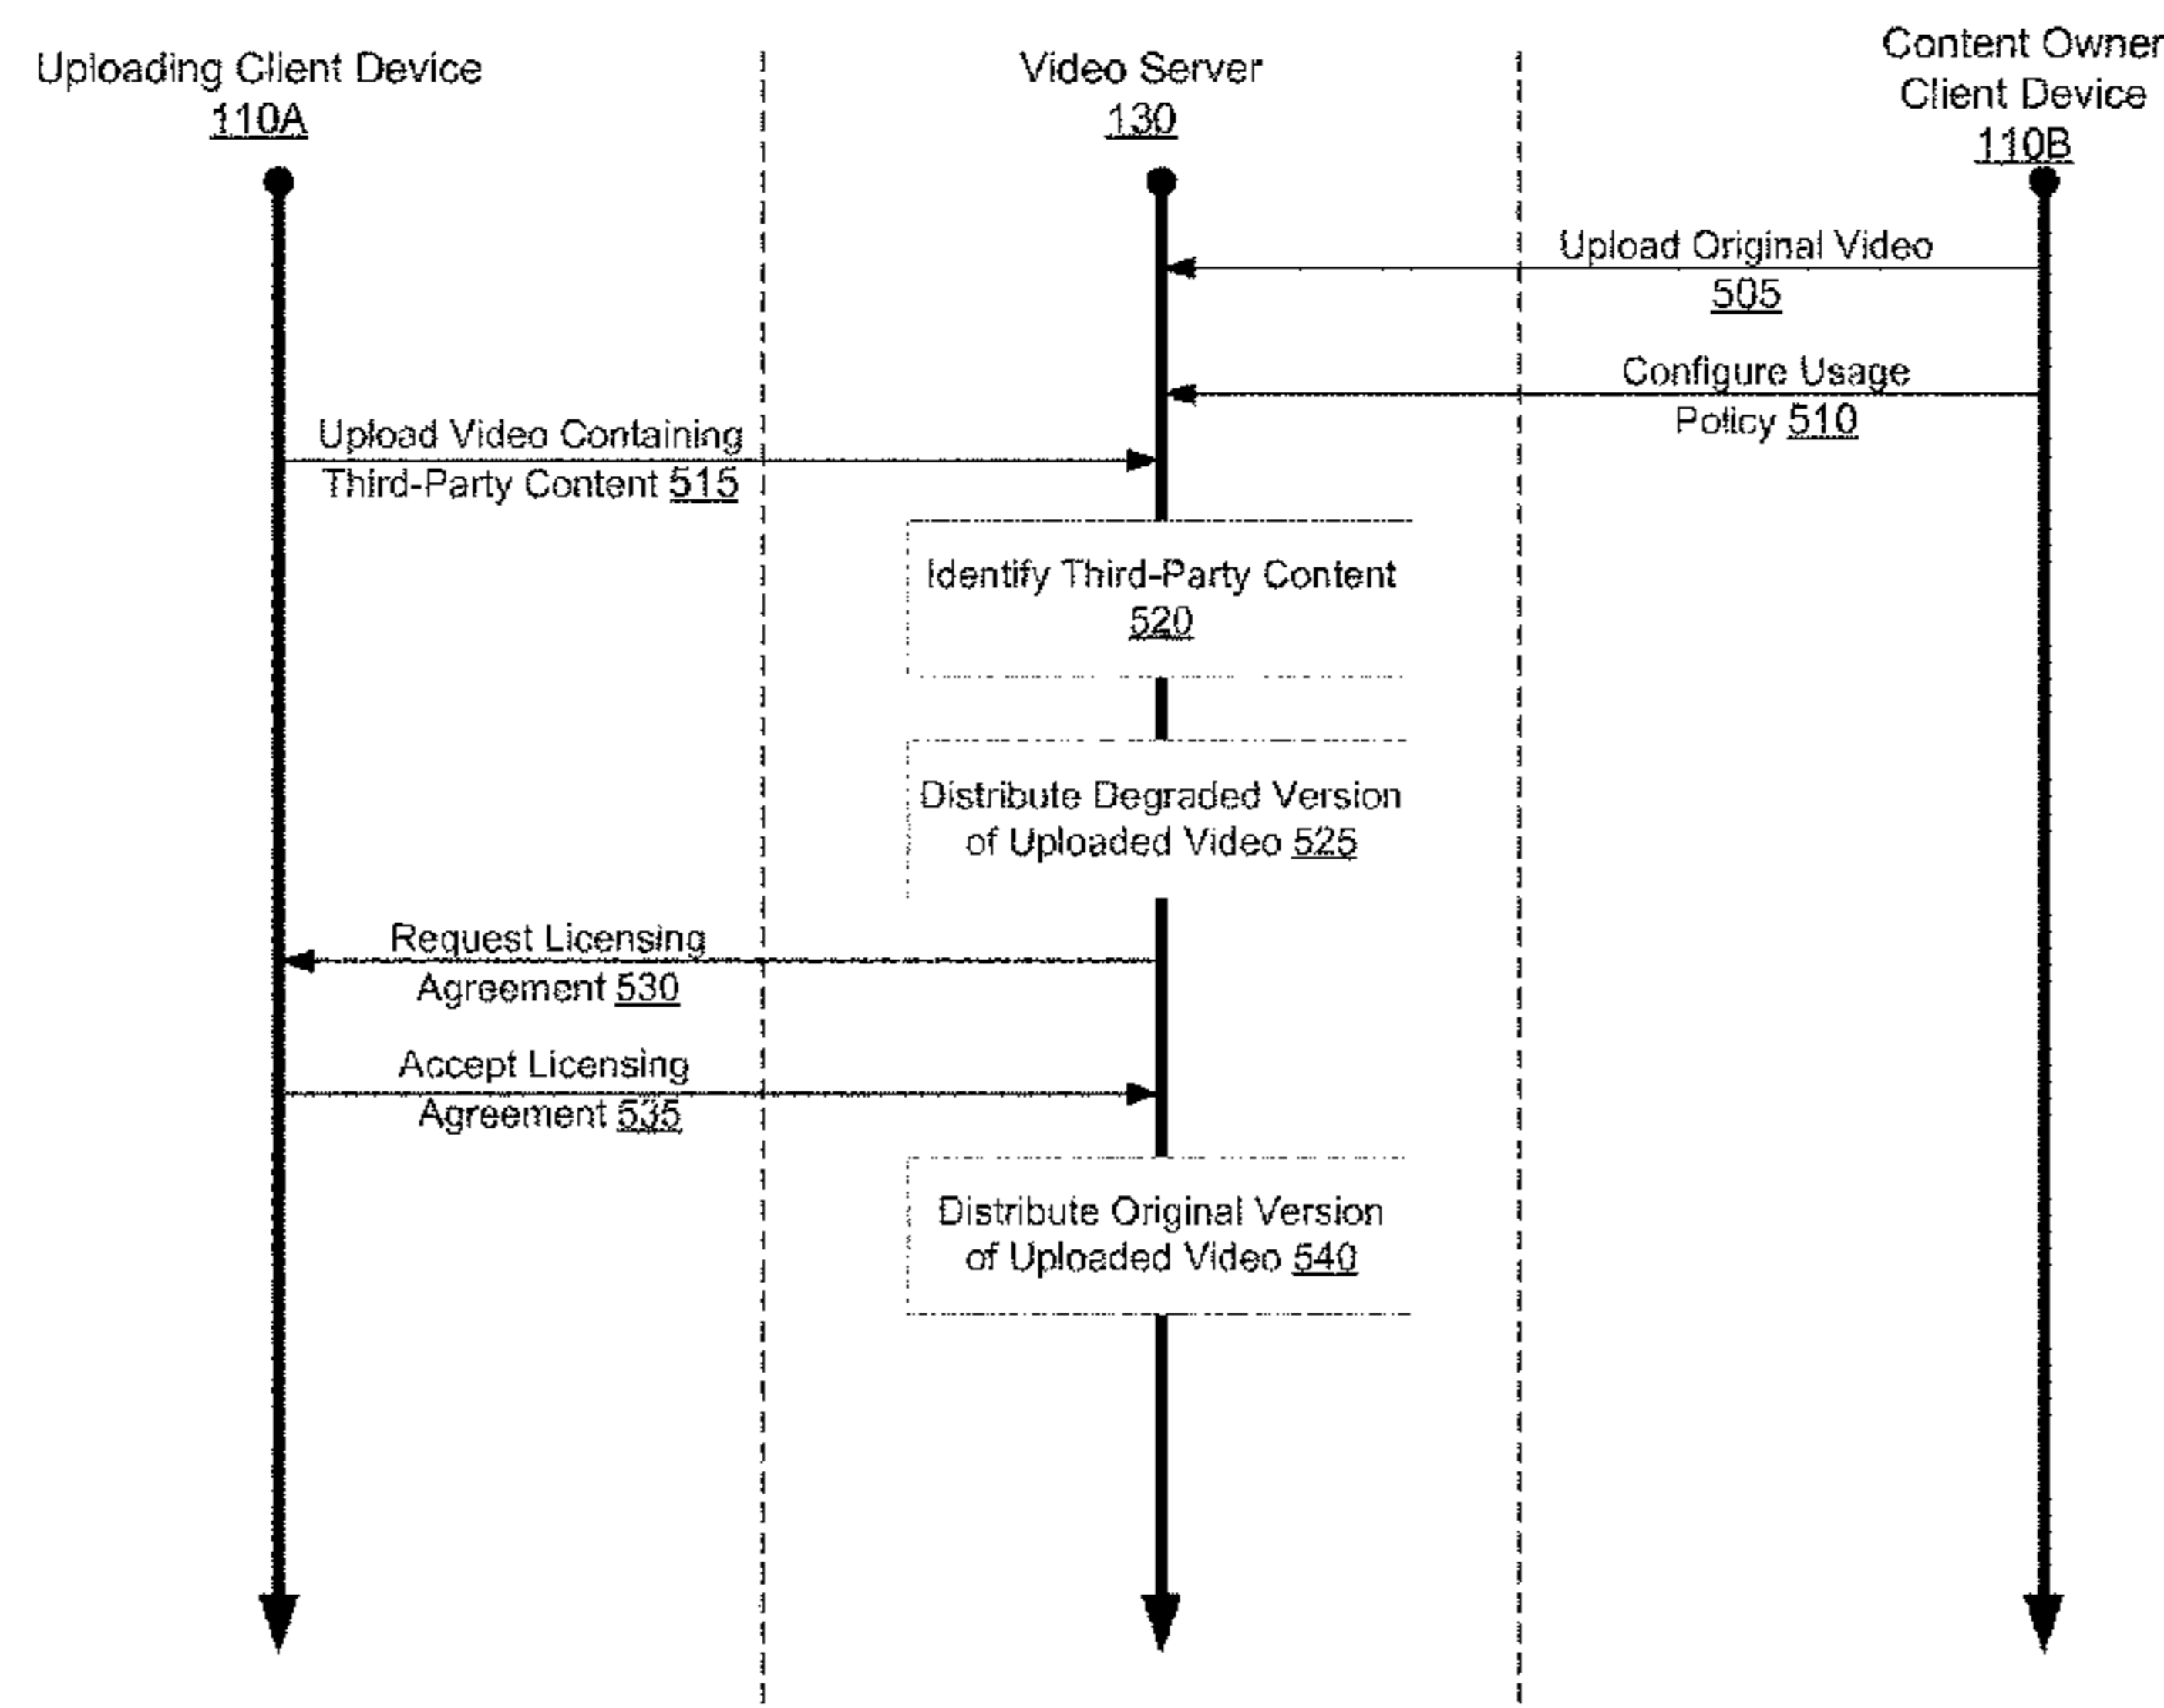 Uploading Client Device
110A
Video Server
130
Content Owner
Client Device
110B
Upload Original Video
505
Configure Usage
Policy 510
Upload Video Containing
Third-Party Content 515
Identify Third-Party Content
520
Distribute Degraded Version
of Uploaded Video 525
Request Licensing
Agreement 530
Accept Licensing
Agreement 535
Distribute Original Version
of Uploaded Video 540